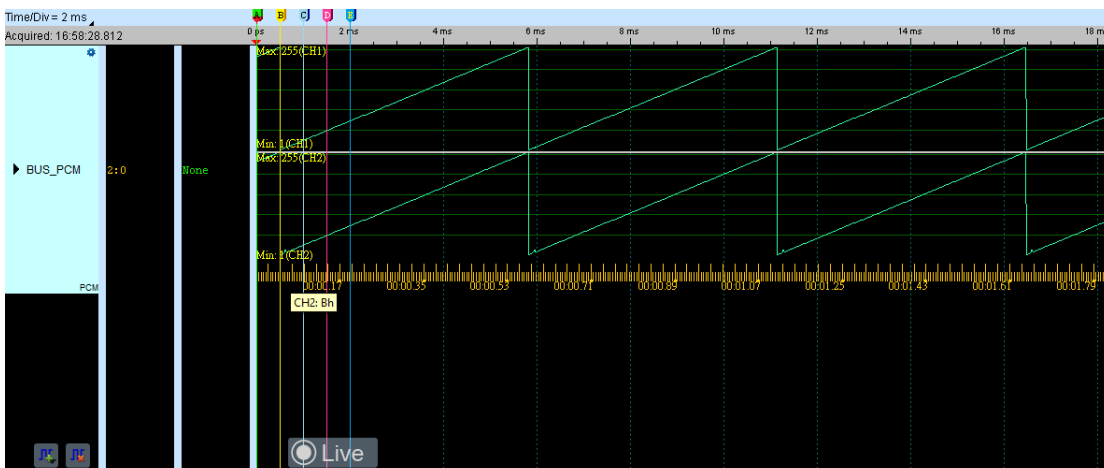 Time/Div = 2 ms
A B C D E
Acquired: 16:58:28.812
0 ps 2 ms 4 ms 6 ms 8 ms 10 ms 12 ms 14 ms 16 ms 18 m
Max: 255(CH1)
Min: 1(CH1)
Max: 255(CH2)
BUS_PCM 2:0 None
Min: 1(CH2)
PCM 00:00.17 00:00.35 00:00.53 00:00.71 00:00.89 00:01.07 00:01.25 00:01.43 00:01.61 00:01.79
CH2: Bh
Live